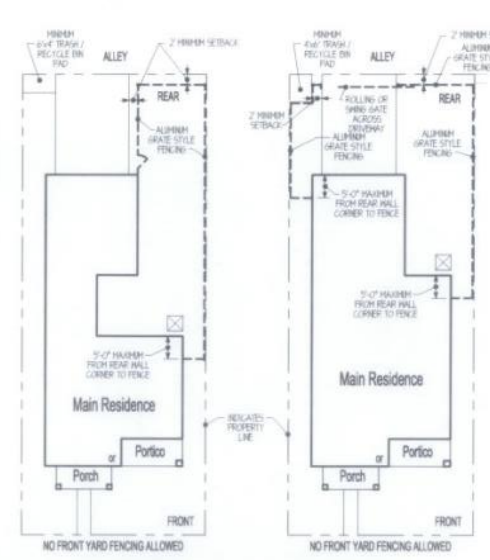 MINIMUM
6'x4' TRASH /
RECYCLE BIN
PAD
ALLEY
2' MINIMUM SETBACK
REAR
ALUMINUM
GRATE STYLE
FENCING
5'-0" MAXIMUM
FROM REAR WALL
CORNER TO FENCE
Main Residence
or
Portico
Porch
FRONT
NO FRONT YARD FENCING ALLOWED
INDICATES
PROPERTY
LINE
MINIMUM
4'x6' TRASH /
RECYCLE BIN
PAD
ALLEY
2' MINIMUM
ALUMINUM
GRATE STYLE
FENCING
REAR
2' MINIMUM
SETBACK
ROLLING OR
SWING GATE
ACROSS
DRIVEWAY
ALUMINUM
GRATE STYLE
FENCING
ALUMINUM
GRATE STYLE
FENCING
5'-0" MAXIMUM
FROM REAR WALL
CORNER TO FENCE
5'-0" MAXIMUM
FROM REAR WALL
CORNER TO FENCE
Main Residence
or
Portico
Porch
FRONT
NO FRONT YARD FENCING ALLOWED